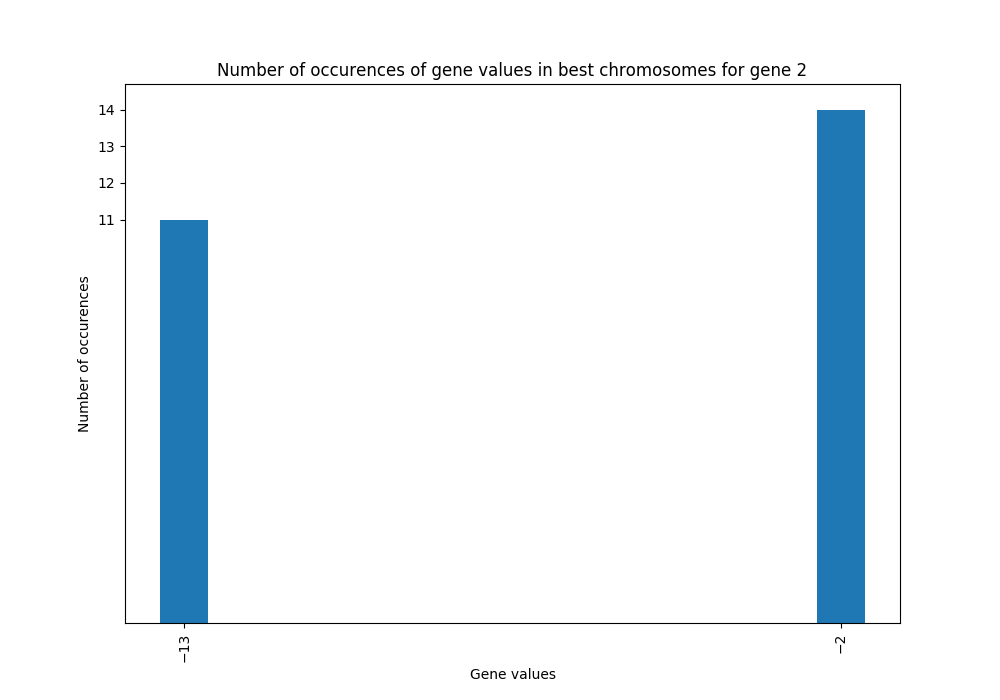 Number of occurences of gene values in best chromosomes for gene 2
14
13
12
11
Number of occurences
−13
−2
Gene values